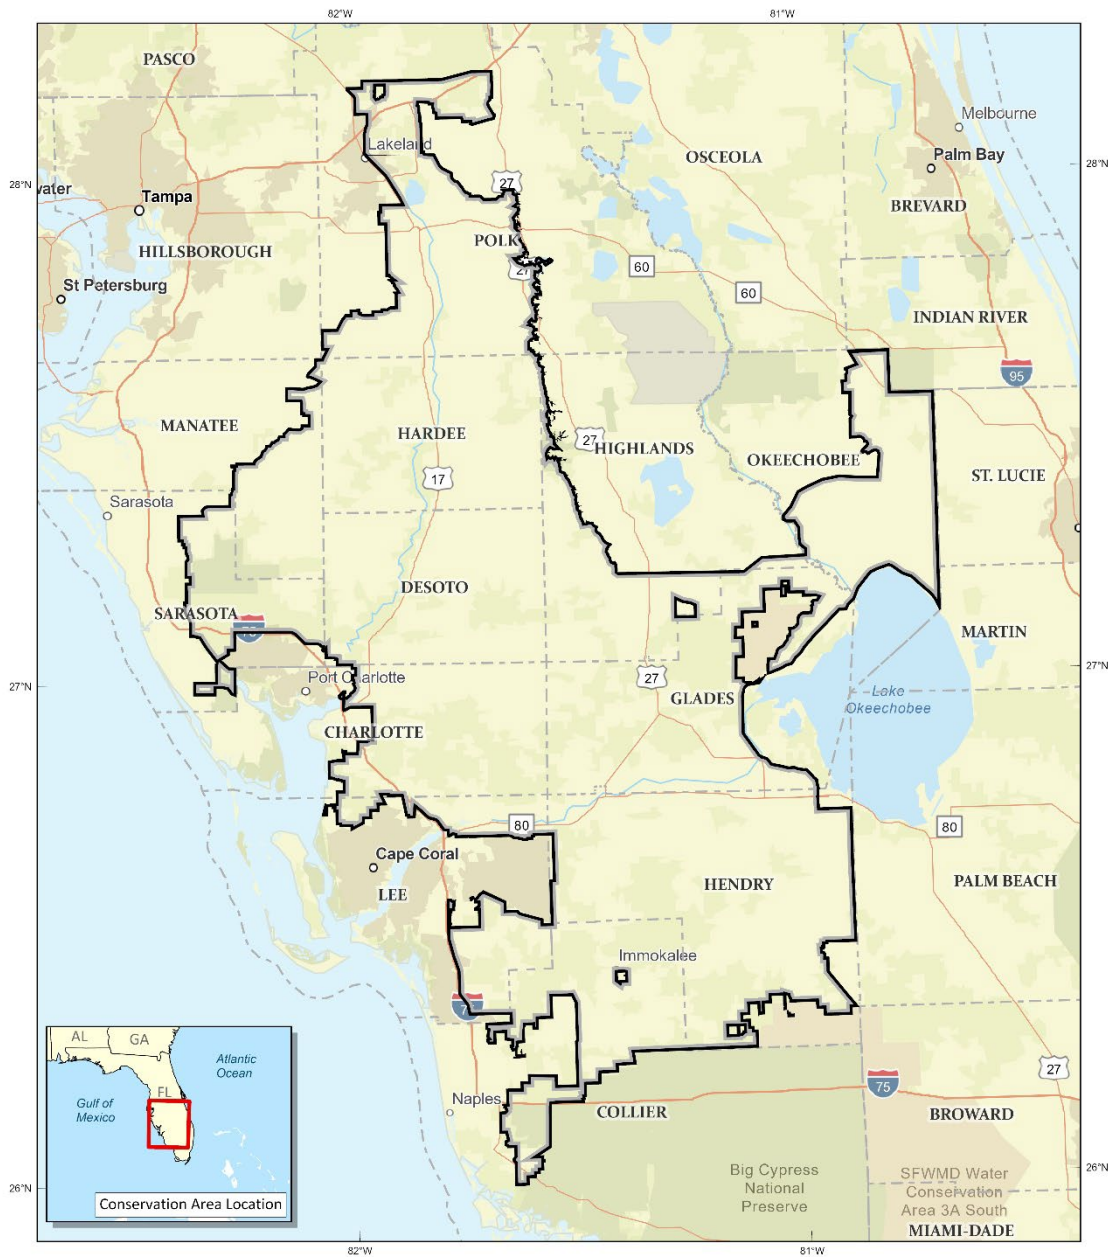 82°W
81°W
PASCO
Melbourne
Lakeland
OSCEOLA
Palm Bay
28°N
28°N
27
vater
Tampa
BREVARD
POLK
HILLSBOROUGH
27
60
St Petersburg
60
INDIAN RIVER
95
MANATEE
HARDEE
27
HIGHLANDS
OKEECHOBEE
17
ST. LUCIE
Sarasota
DESOTO
SARASOTA
MARTIN
27°N
27°N
Port Charlotte
27
GLADES
Lake
Okeechobee
CHARLOTTE
80
80
Cape Coral
LEE
HENDRY
PALM BEACH
Immokalee
AL
GA
Atlantic
Ocean
27
FL
75
Gulf of
Mexico
Naples
COLLIER
BROWARD
Big Cypress
National
Preserve
SFWMD Water
Conservation
Area 3A South
26°N
26°N
Conservation Area Location
MIAMI-DADE
82°W
81°W